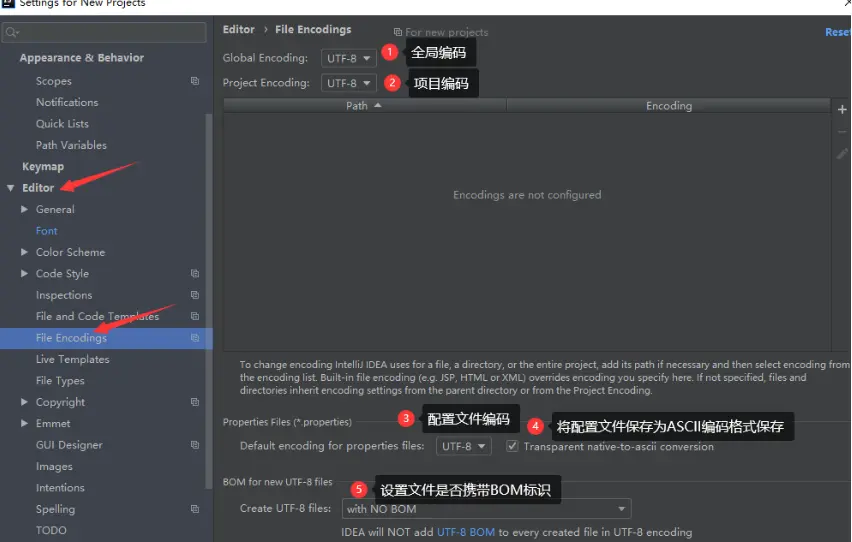 Settings for New Projects
Editor › File Encodings
For new projects
Reset
Appearance & Behavior
Scopes
Notifications
Quick Lists
Path Variables
Keymap
Editor
General
Font
Color Scheme
Code Style
Inspections
File and Code Templates
File Encodings
Live Templates
File Types
Copyright
Emmet
GUI Designer
Images
Intentions
Spelling
TODO
Global Encoding: UTF-8 1 全局编码
Project Encoding: UTF-8 2 项目编码
Path Encoding
Encodings are not configured
To change encoding IntelliJ IDEA uses for a file, a directory, or the entire project, add its path if necessary and then select encoding from
the encoding list. Built-in file encoding (e.g. JSP, HTML or XML) overrides encoding you specify here. If not specified, files and
directories inherit encoding settings from the parent directory or from the Project Encoding.
Properties Files (*.properties) 3 配置文件编码 4 将配置文件保存为ASCII编码格式保存
Default encoding for properties files: UTF-8 Transparent native-to-ascii conversion
BOM for new UTF-8 files 5 设置文件是否携带BOM标识
Create UTF-8 files: with NO BOM
IDEA will NOT add UTF-8 BOM to every created file in UTF-8 encoding